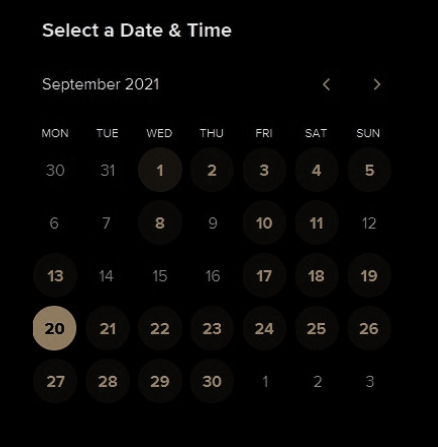 Select a Date & Time
September 2021
MON TUE WED THU FRI SAT SUN
30 31 1 2 3 4 5
6 7 8 9 10 11 12
13 14 15 16 17 18 19
20 21 22 23 24 25 26
27 28 29 30 1 2 3